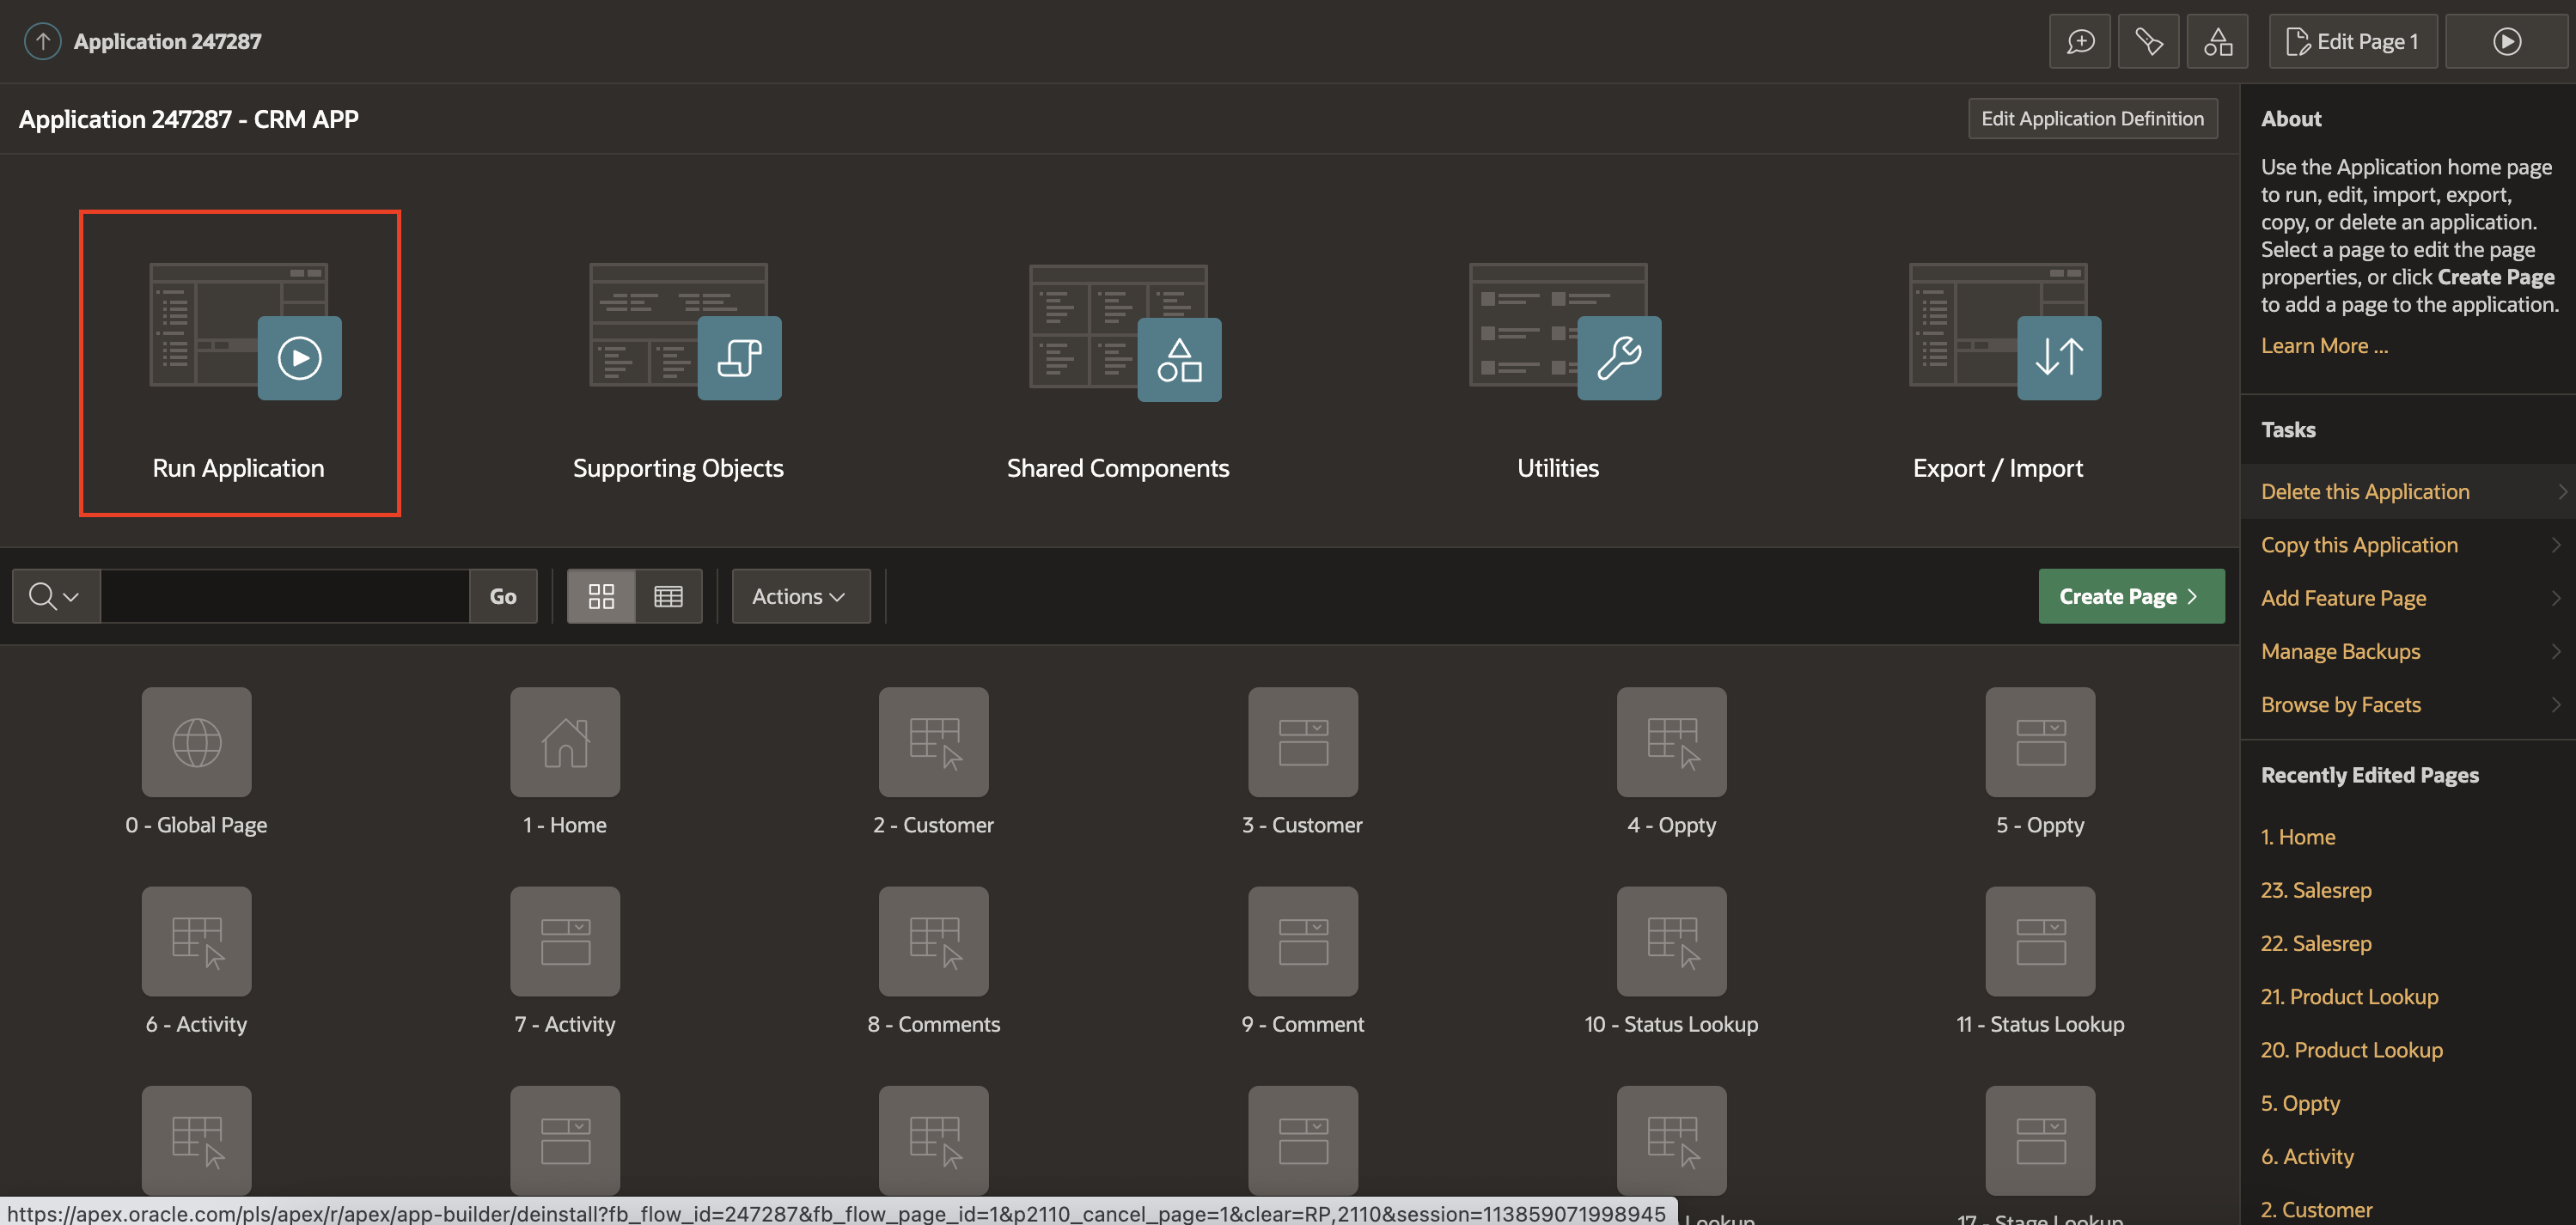 Application 247287
Edit Page 1
Application 247287 - CRM APP
Edit Application Definition
Run Application
Supporting Objects
Shared Components
Utilities
Export / Import
Go
Actions
Create Page
0 - Global Page
1 - Home
2 - Customer
3 - Customer
4 - Oppty
5 - Oppty
6 - Activity
7 - Activity
8 - Comments
9 - Comment
10 - Status Lookup
11 - Status Lookup
Lookup
17 - Stage Lookup
https://apex.oracle.com/pls/apex/r/apex/app-builder/deinstall?fb_flow_id=247287&fb_flow_page_id=1&p2110_cancel_page=1&clear=RP,2110&session=113859071998945
About
Use the Application home page
to run, edit, import, export,
copy, or delete an application.
Select a page to edit the page
properties, or click Create Page
to add a page to the application.
Learn More ...
Tasks
Delete this Application
Copy this Application
Add Feature Page
Manage Backups
Browse by Facets
Recently Edited Pages
1. Home
23. Salesrep
22. Salesrep
21. Product Lookup
20. Product Lookup
5. Oppty
6. Activity
2. Customer